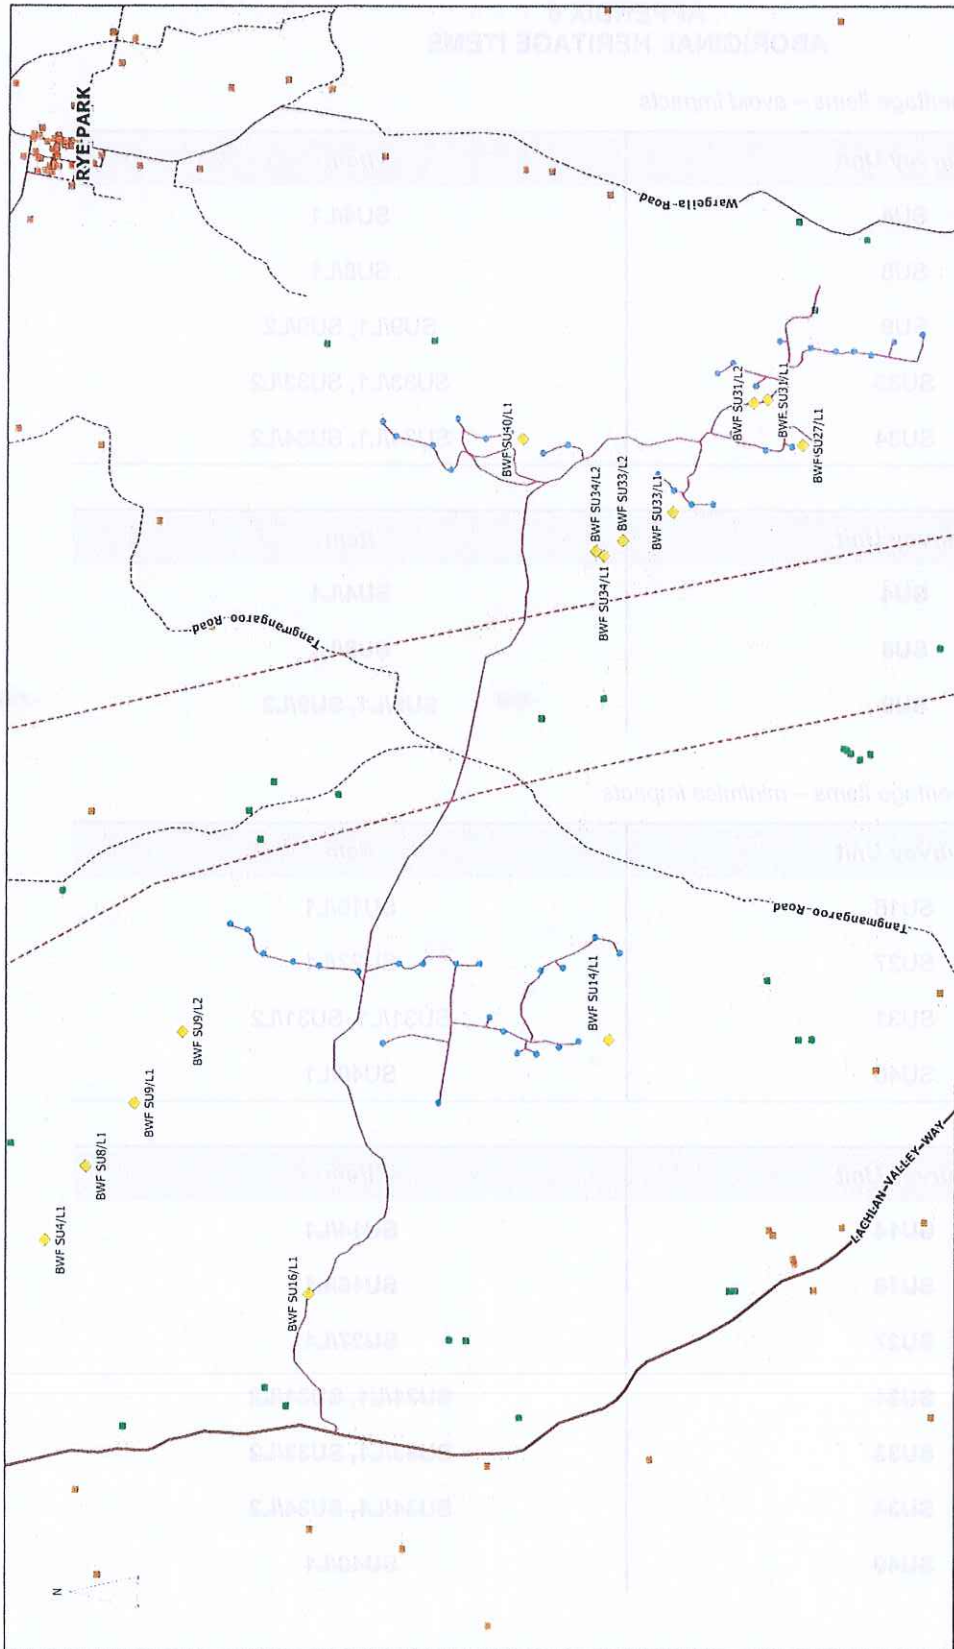 RYE PARK
Wargeila Road
Tangmangaroo Road
BWF SU40/L1
BWF SU31/L2
BWF SU31/L1
BWF SU27/L1
BWF SU34/L2
BWF SU33/L2
BWF SU33/L1
BWF SU34/L1
Tangmangaroo Road
BWF SU14/L1
BWF SU9/L2
BWF SU9/L1
BWF SU8/L1
BWF SU4/L1
BWF SU16/L1
LACHLAN VALLEY WAY
N